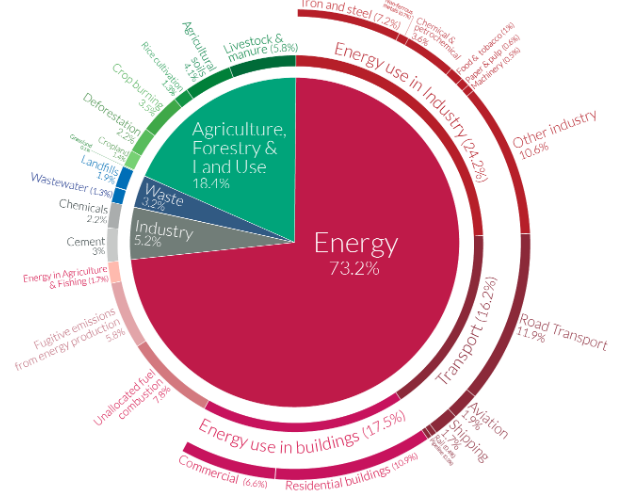 Iron and steel (7.2%)
Chemical &
petrochemical
3.6%
Food & tobacco (1%)
Paper & pulp (0.6%)
Machinery (0.5%)
Other industry
10.6%
Energy use in Industry (24.2%)
Transport (16.2%)
Road Transport
11.9%
Aviation
1.9%
Shipping
1.7%
Energy use in buildings (17.5%)
Residential buildings (10.9%)
Commercial (6.6%)
Unallocated fuel
combustion
7.8%
Fugitive emissions
from energy production
5.8%
Energy in Agriculture
& Fishing (1.7%)
Cement
3%
Chemicals
2.2%
Wastewater (1.3%)
Landfills
1.9%
Cropland
1.4%
Deforestation
2.2%
Crop burning
3.5%
Rice cultivation
1.3%
Agricultural
soils
4.1%
Livestock &
manure (5.8%)
Agriculture,
Forestry &
Land Use
18.4%
Waste
3.2%
Industry
5.2%
Energy
73.2%